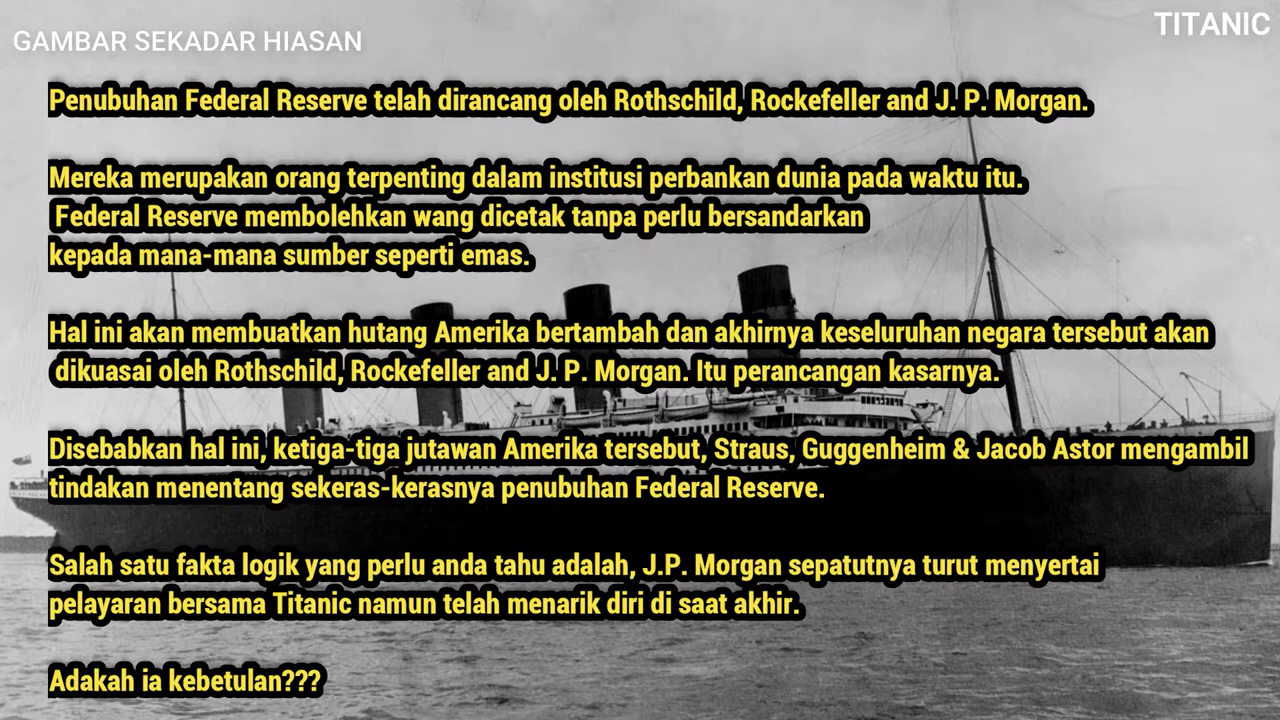 GAMBAR SEKADAR HIASAN
TITANIC
Penubuhan Federal Reserve telah dirancang oleh Rothschild, Rockefeller and J. P. Morgan.
Mereka merupakan orang terpenting dalam institusi perbankan dunia pada waktu itu.
Federal Reserve membolehkan wang dicetak tanpa perlu bersandarkan
kepada mana-mana sumber seperti emas.
Hal ini akan membuatkan hutang Amerika bertambah dan akhirnya keseluruhan negara tersebut akan
dikuasai oleh Rothschild, Rockefeller and J. P. Morgan. Itu perancangan kasarnya.
Disebabkan hal ini, ketiga-tiga jutawan Amerika tersebut, Straus, Guggenheim & Jacob Astor mengambil
tindakan menentang sekeras-kerasnya penubuhan Federal Reserve.
Salah satu fakta logik yang perlu anda tahu adalah, J.P. Morgan sepatutnya turut menyertai
pelayaran bersama Titanic namun telah menarik diri di saat akhir.
Adakah ia kebetulan???